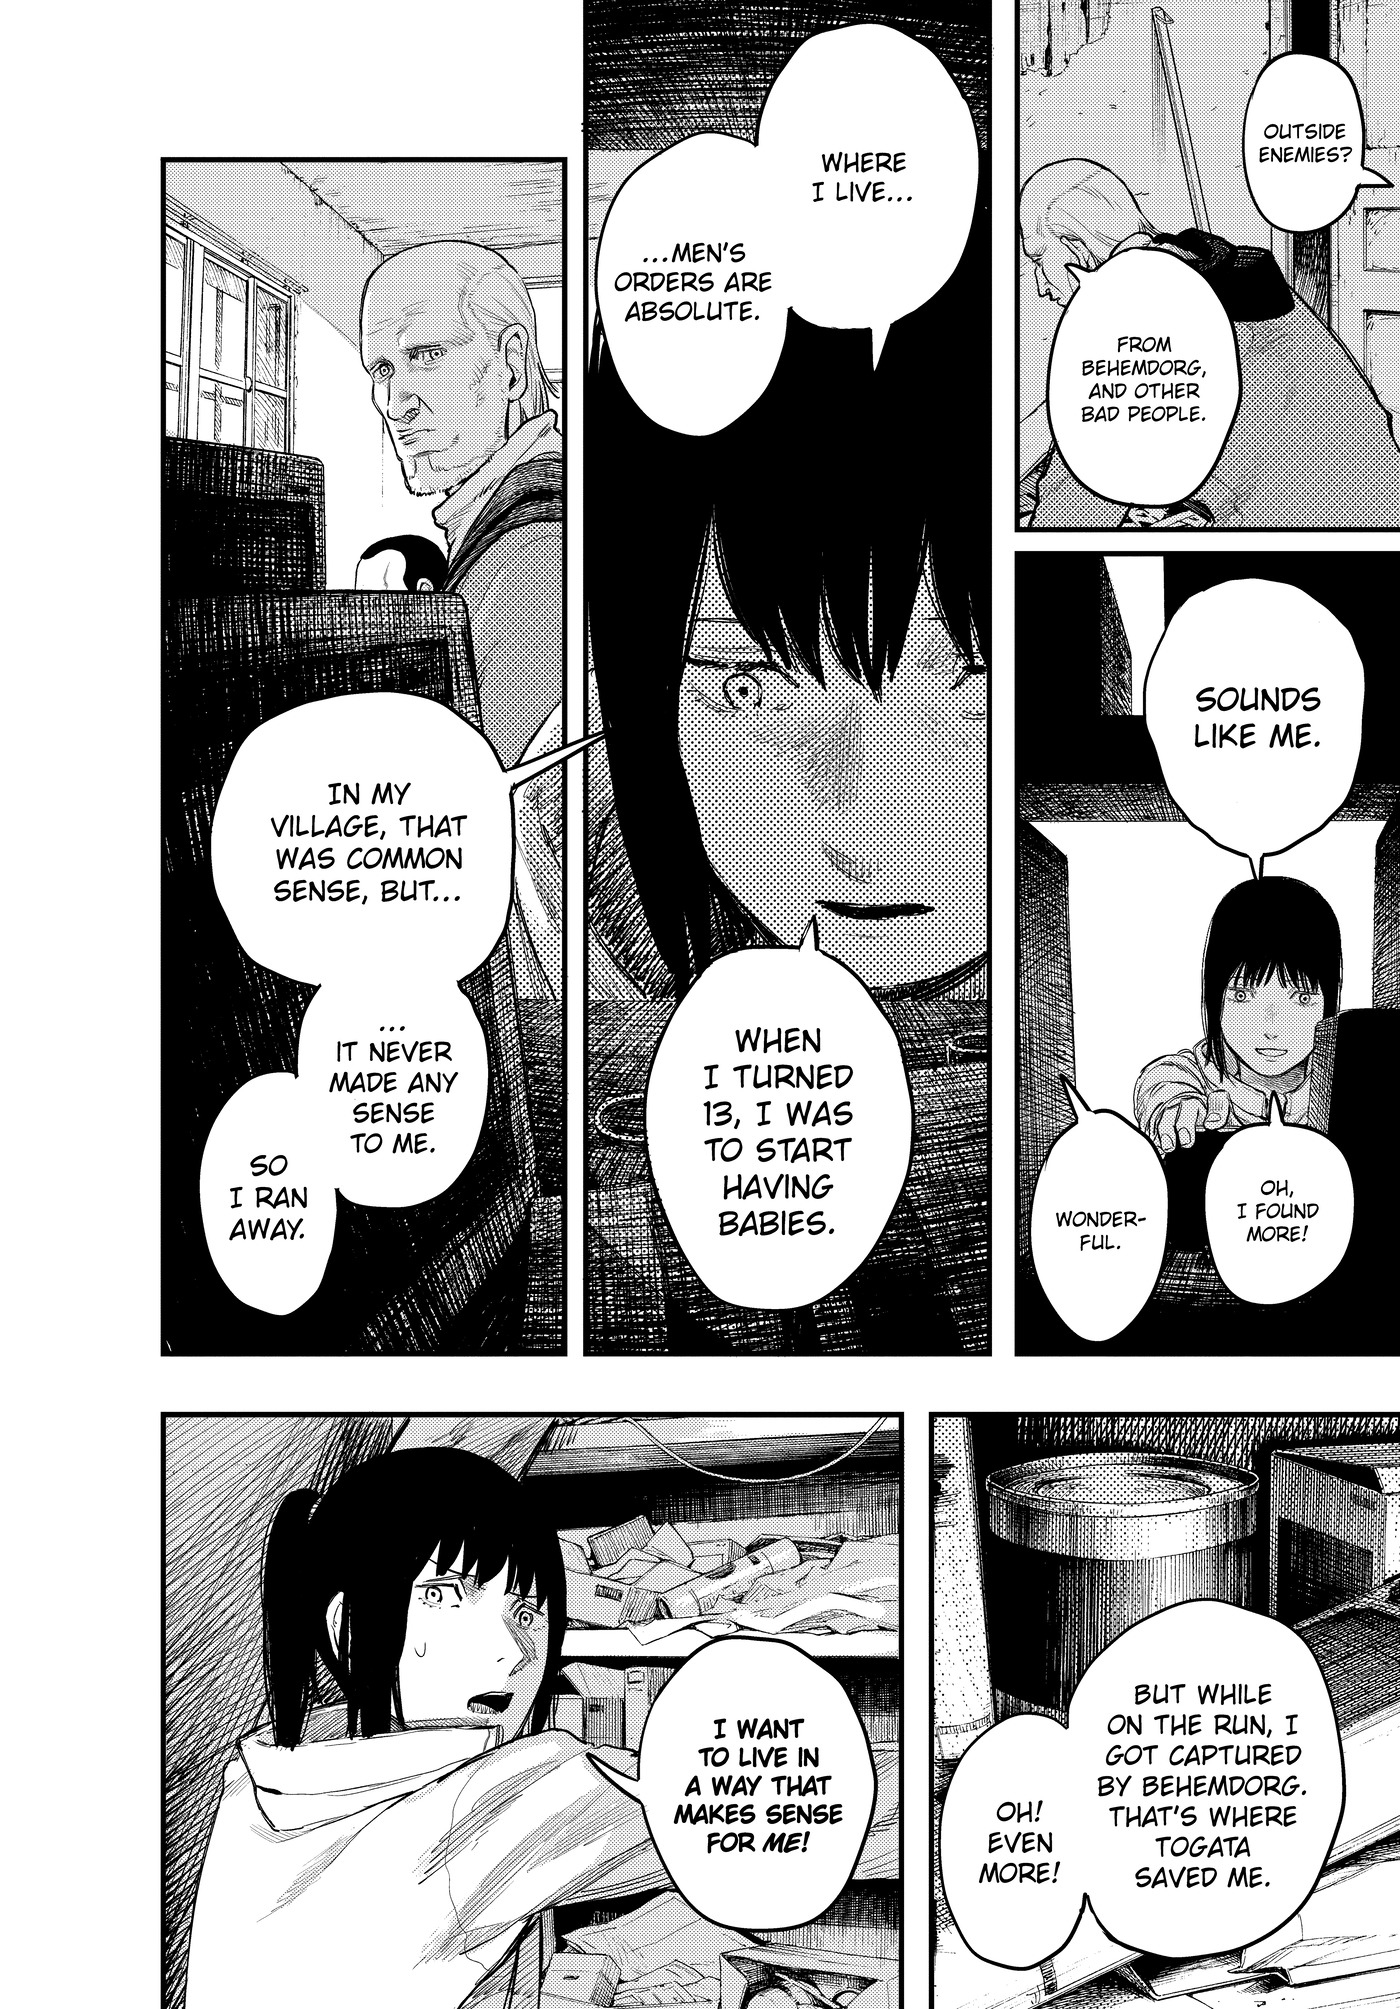 OUTSIDE
ENEMIES?
FROM
BEHEMDORG,
AND OTHER
BAD PEOPLE.
SOUNDS
LIKE ME.
OH,
I FOUND
MORE!
WONDER-
FUL.
WHERE
I LIVE...
...MEN'S
ORDERS ARE
ABSOLUTE.
WHEN
I TURNED
13, I WAS
TO START
HAVING
BABIES.
IN MY
VILLAGE, THAT
WAS COMMON
SENSE, BUT...
...
IT NEVER
MADE ANY
SENSE
TO ME.
SO
I RAN
AWAY.
BUT WHILE
ON THE RUN, I
GOT CAPTURED
BY BEHEMDORG.
THAT'S WHERE
TOGATA
SAVED ME.
OH!
EVEN
MORE!
I WANT
TO LIVE IN
A WAY THAT
MAKES SENSE
FOR ME!